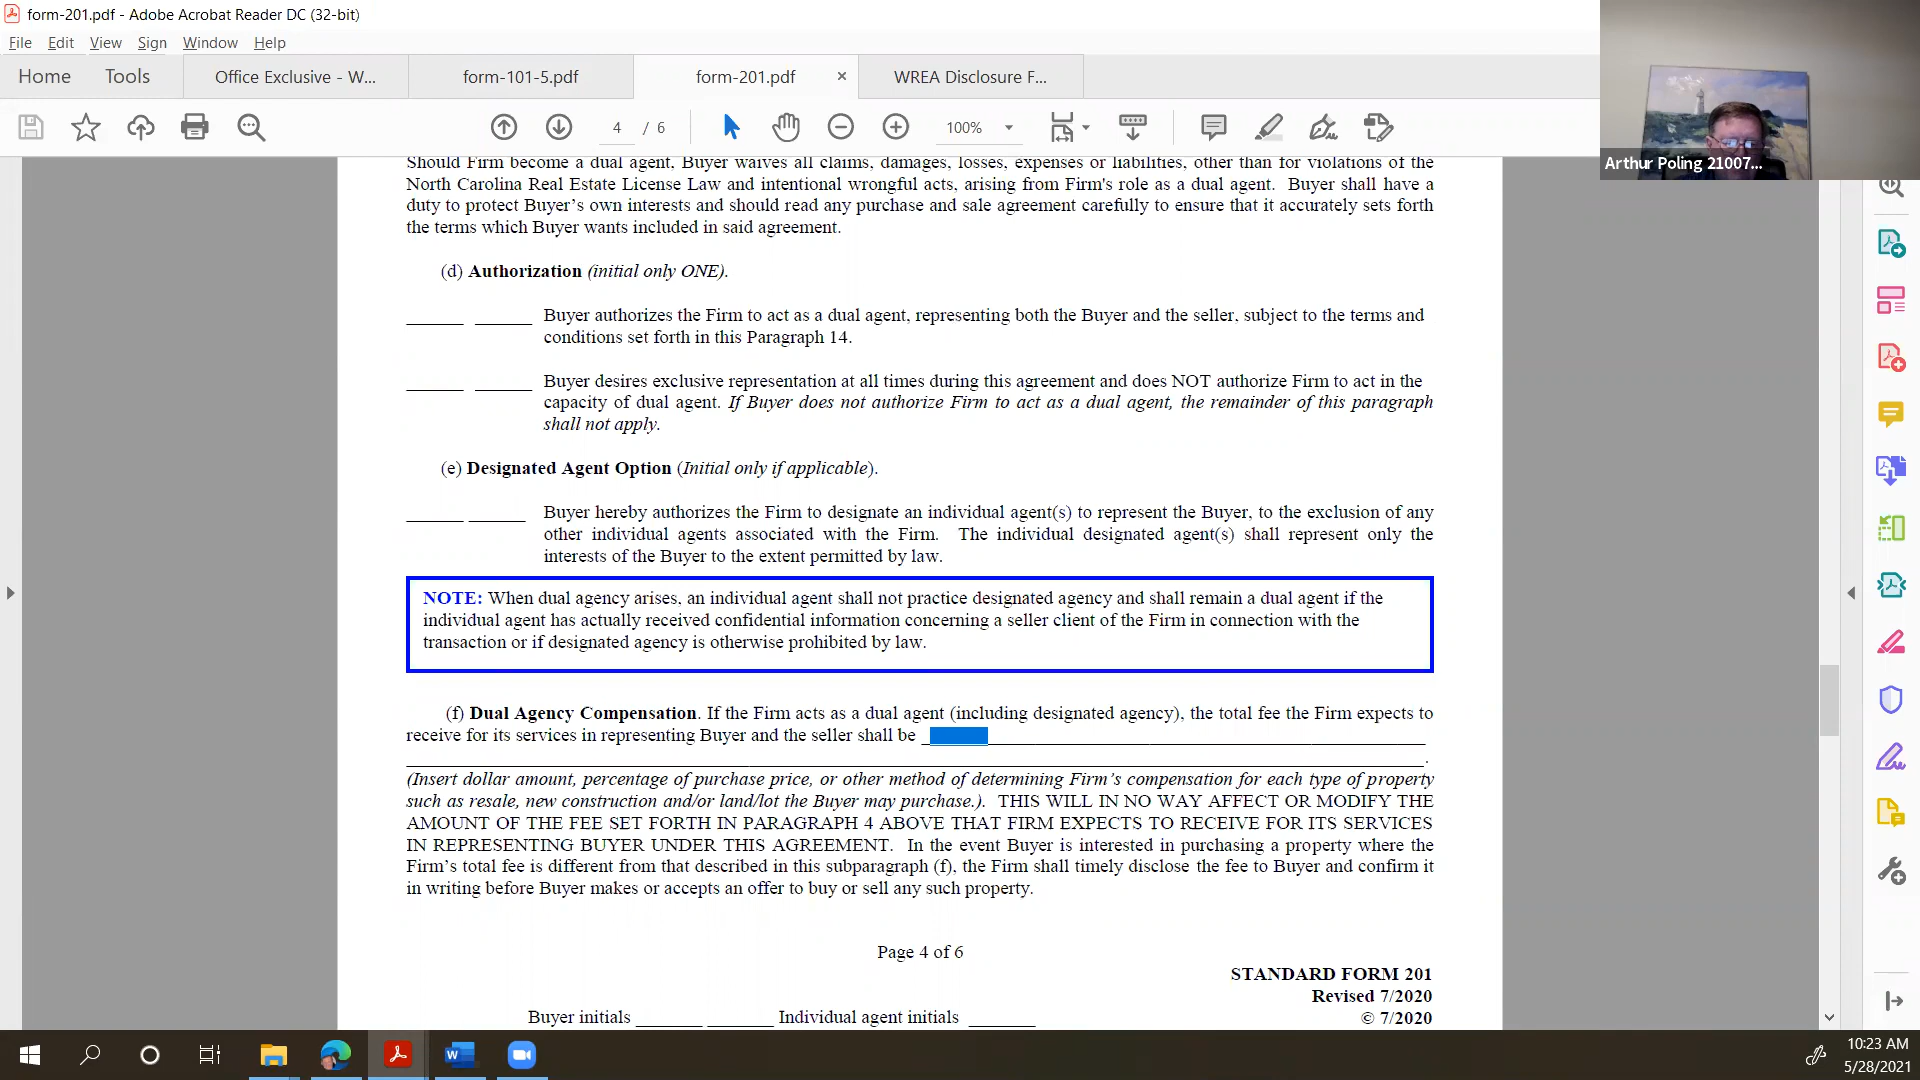 form-201.pdf - Adobe Acrobat Reader DC (32-bit)
File Edit View Sign Window Help
Home Tools Office Exclusive - W... form-101-5.pdf form-201.pdf × WREA Disclosure F...
4 / 6 100%
Arthur Poling 21007...
Should Firm become a dual agent, Buyer waives all claims, damages, losses, expenses or liabilities, other than for violations of the
North Carolina Real Estate License Law and intentional wrongful acts, arising from Firm's role as a dual agent. Buyer shall have a
duty to protect Buyer’s own interests and should read any purchase and sale agreement carefully to ensure that it accurately sets forth
the terms which Buyer wants included in said agreement.
(d) Authorization (initial only ONE).
______ ______ Buyer authorizes the Firm to act as a dual agent, representing both the Buyer and the seller, subject to the terms and
conditions set forth in this Paragraph 14.
______ ______ Buyer desires exclusive representation at all times during this agreement and does NOT authorize Firm to act in the
capacity of dual agent. If Buyer does not authorize Firm to act as a dual agent, the remainder of this paragraph
shall not apply.
(e) Designated Agent Option (Initial only if applicable).
______ ______ Buyer hereby authorizes the Firm to designate an individual agent(s) to represent the Buyer, to the exclusion of any
other individual agents associated with the Firm. The individual designated agent(s) shall represent only the
interests of the Buyer to the extent permitted by law.
NOTE: When dual agency arises, an individual agent shall not practice designated agency and shall remain a dual agent if the
individual agent has actually received confidential information concerning a seller client of the Firm in connection with the
transaction or if designated agency is otherwise prohibited by law.
(f) Dual Agency Compensation. If the Firm acts as a dual agent (including designated agency), the total fee the Firm expects to
receive for its services in representing Buyer and the seller shall be ______
______.
(Insert dollar amount, percentage of purchase price, or other method of determining Firm’s compensation for each type of property
such as resale, new construction and/or land/lot the Buyer may purchase.). THIS WILL IN NO WAY AFFECT OR MODIFY THE
AMOUNT OF THE FEE SET FORTH IN PARAGRAPH 4 ABOVE THAT FIRM EXPECTS TO RECEIVE FOR ITS SERVICES
IN REPRESENTING BUYER UNDER THIS AGREEMENT. In the event Buyer is interested in purchasing a property where the
Firm’s total fee is different from that described in this subparagraph (f), the Firm shall timely disclose the fee to Buyer and confirm it
in writing before Buyer makes or accepts an offer to buy or sell any such property.
Page 4 of 6
STANDARD FORM 201
Revised 7/2020
© 7/2020
Buyer initials ______ ______ Individual agent initials ______
10:23 AM
5/28/2021